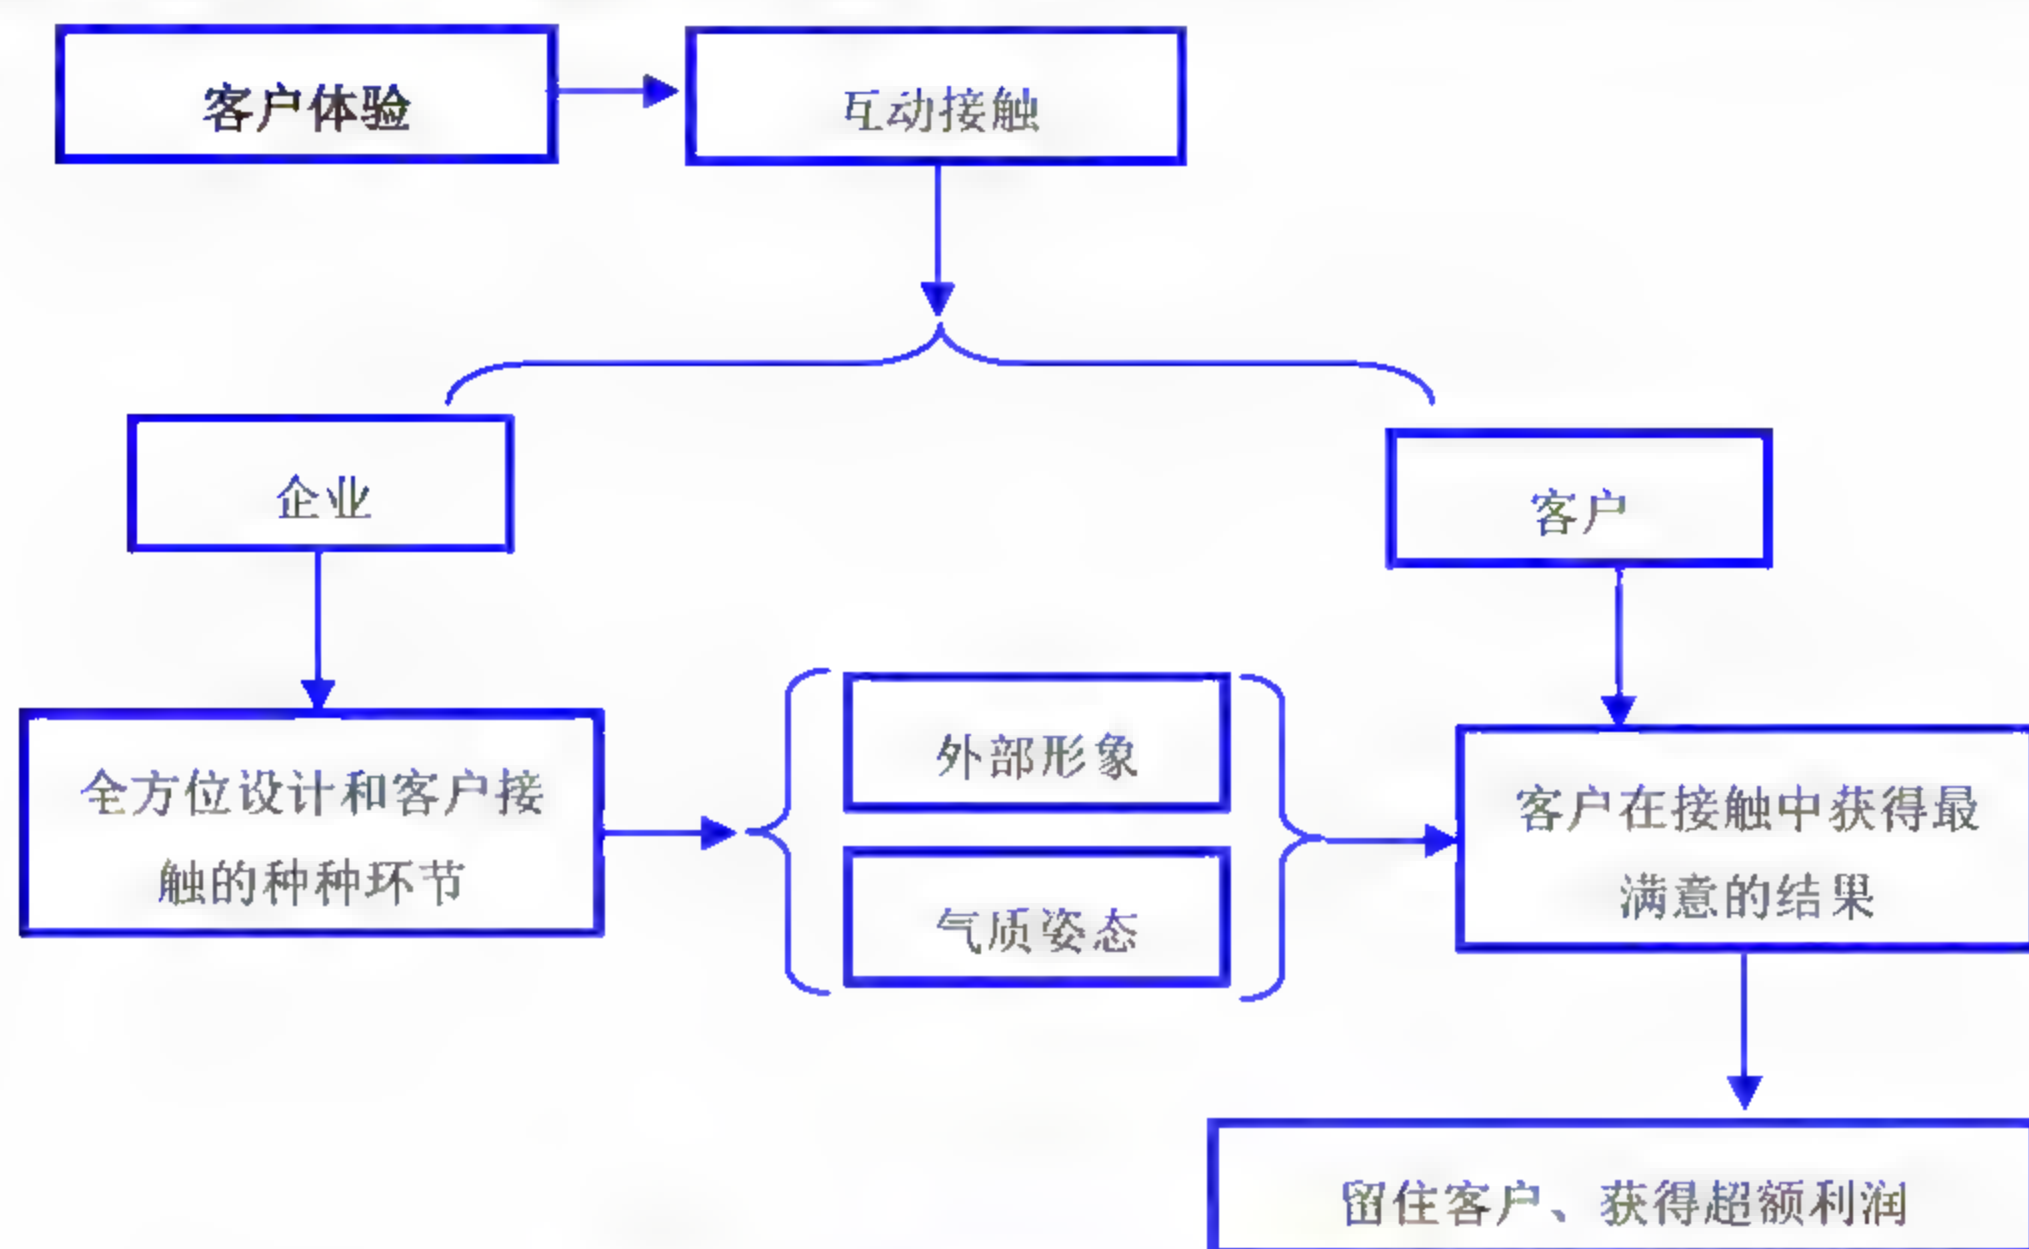 客户体验
互动接触
企业
客户
全方位设计和客户接
触的种种环节
外部形象
气质姿态
客户在接触中获得最
满意的结果
留住客户、获得超额利润